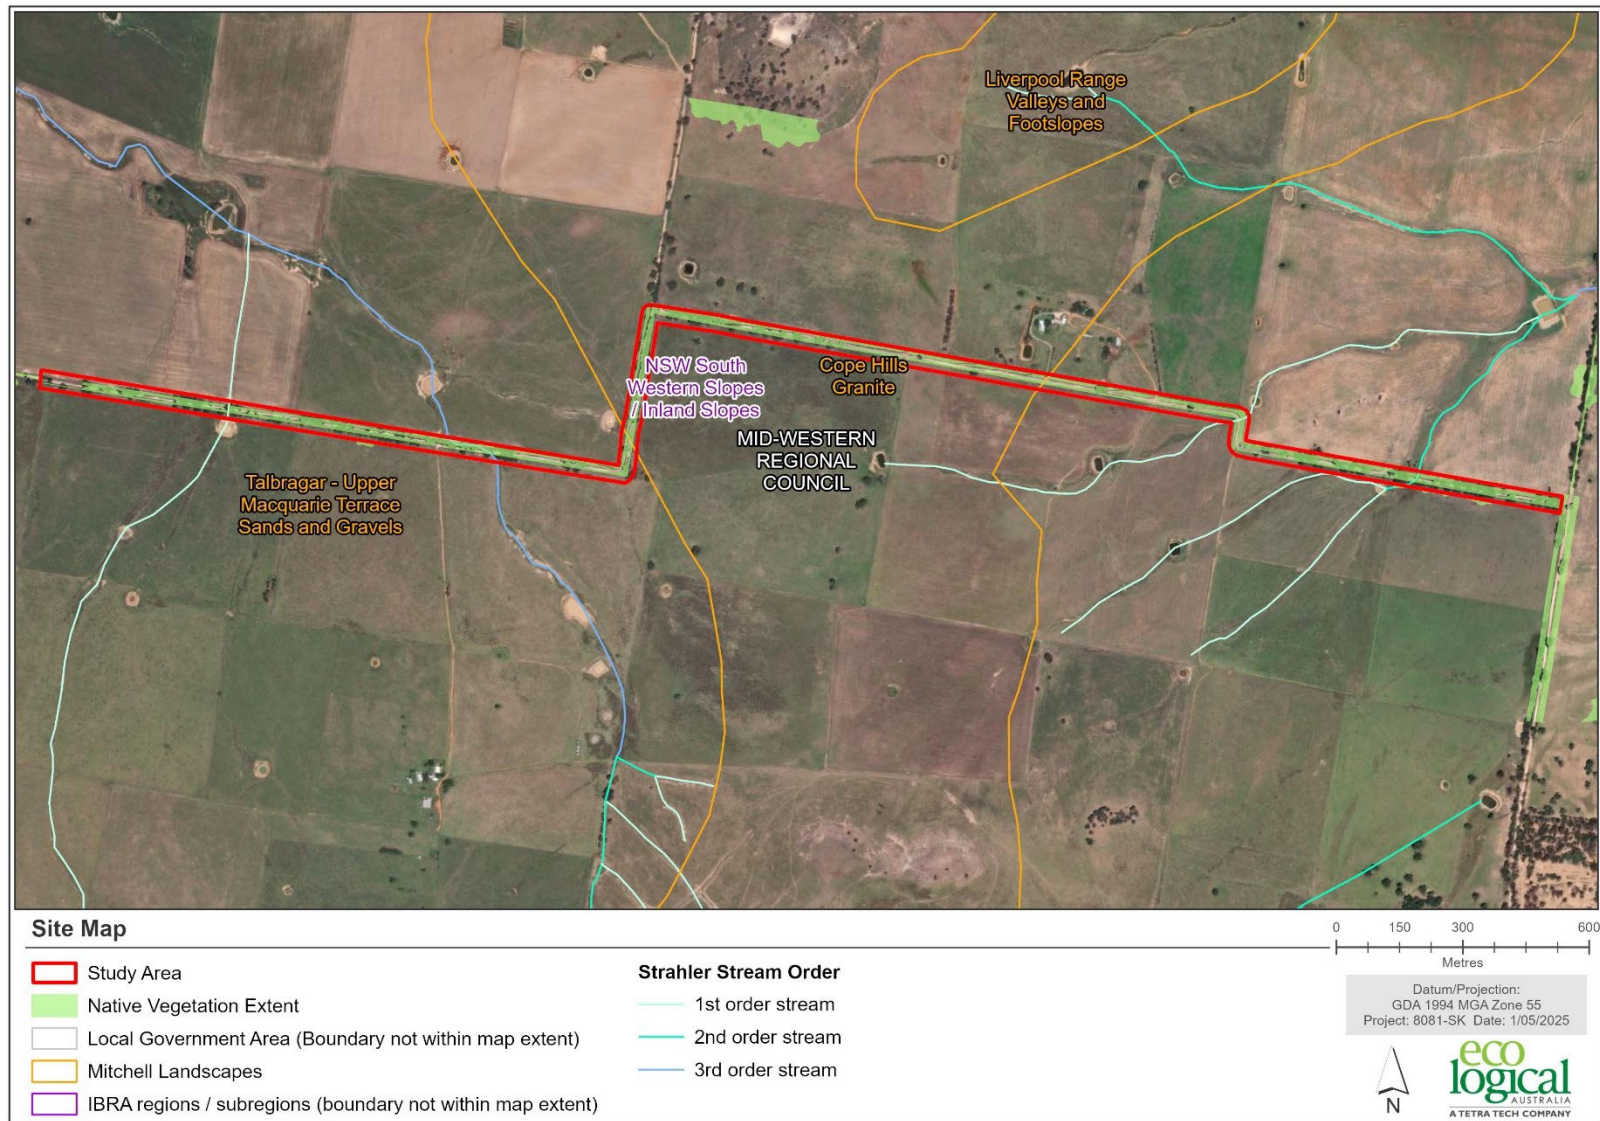 Liverpool Range
Valleys and
Footslopes
NSW South
Western Slopes
/ Inland Slopes
Cope Hills
Granite
MID-WESTERN
REGIONAL
COUNCIL
Talbragar - Upper
Macquarie Terrace
Sands and Gravels
Site Map
Study Area
Native Vegetation Extent
Local Government Area (Boundary not within map extent)
Mitchell Landscapes
IBRA regions / subregions (boundary not within map extent)
Strahler Stream Order
1st order stream
2nd order stream
3rd order stream
0 150 300 600
Metres
Datum/Projection:
GDA 1994 MGA Zone 55
Project: 8081-SK Date: 1/05/2025
N
eco
logical
AUSTRALIA
A TETRA TECH COMPANY